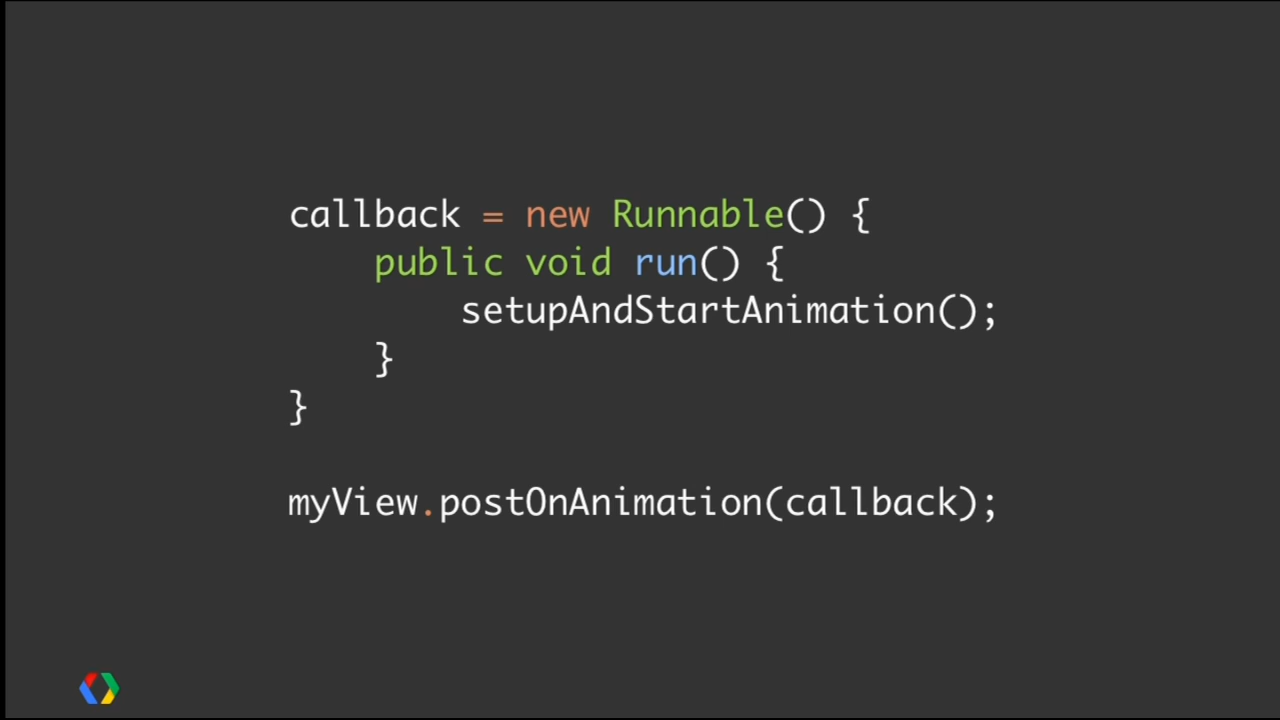 callback = new Runnable() {
    public void run() {
        setupAndStartAnimation();
    }
}
myView.postOnAnimation(callback);